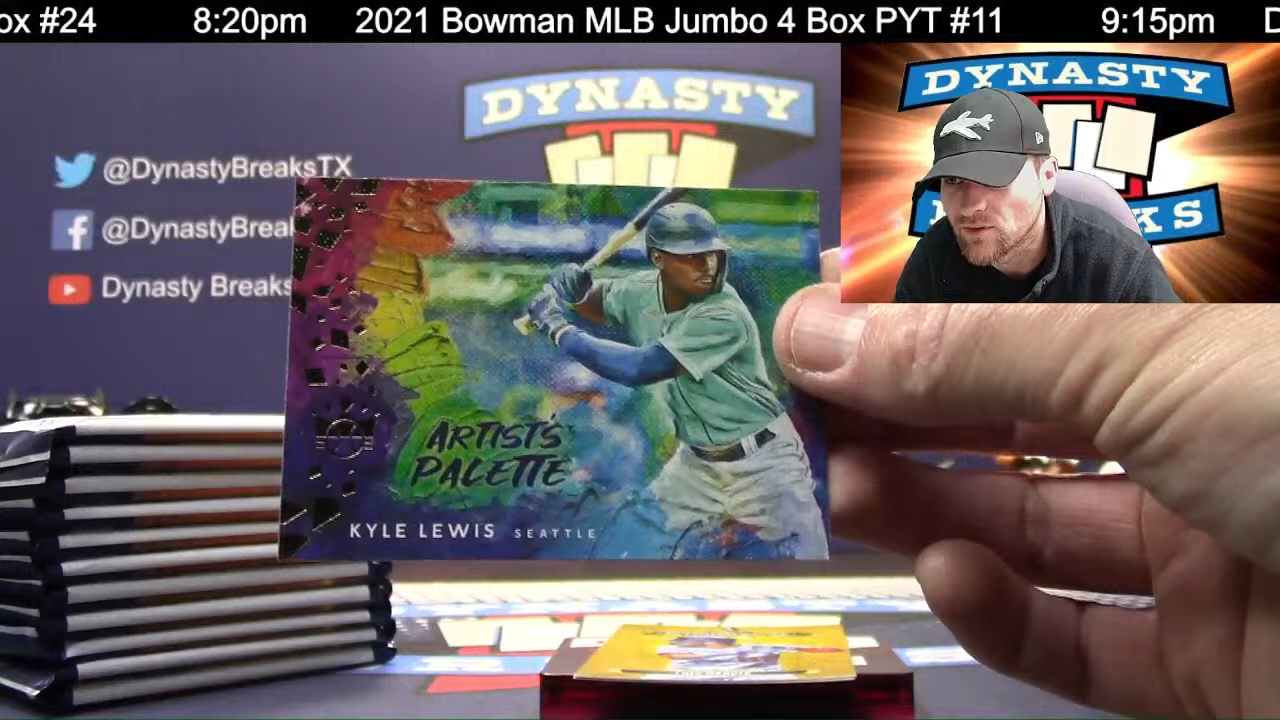 ox #24 8:20pm 2021 Bowman MLB Jumbo 4 Box PYT #11 9:15pm D
DYNASTY
DYNASTY
KS
@DynastyBreaksTX
@DynastyBreak
Dynasty Breaks
ARTIST'S
PALETTE
KYLE LEWIS SEATTLE